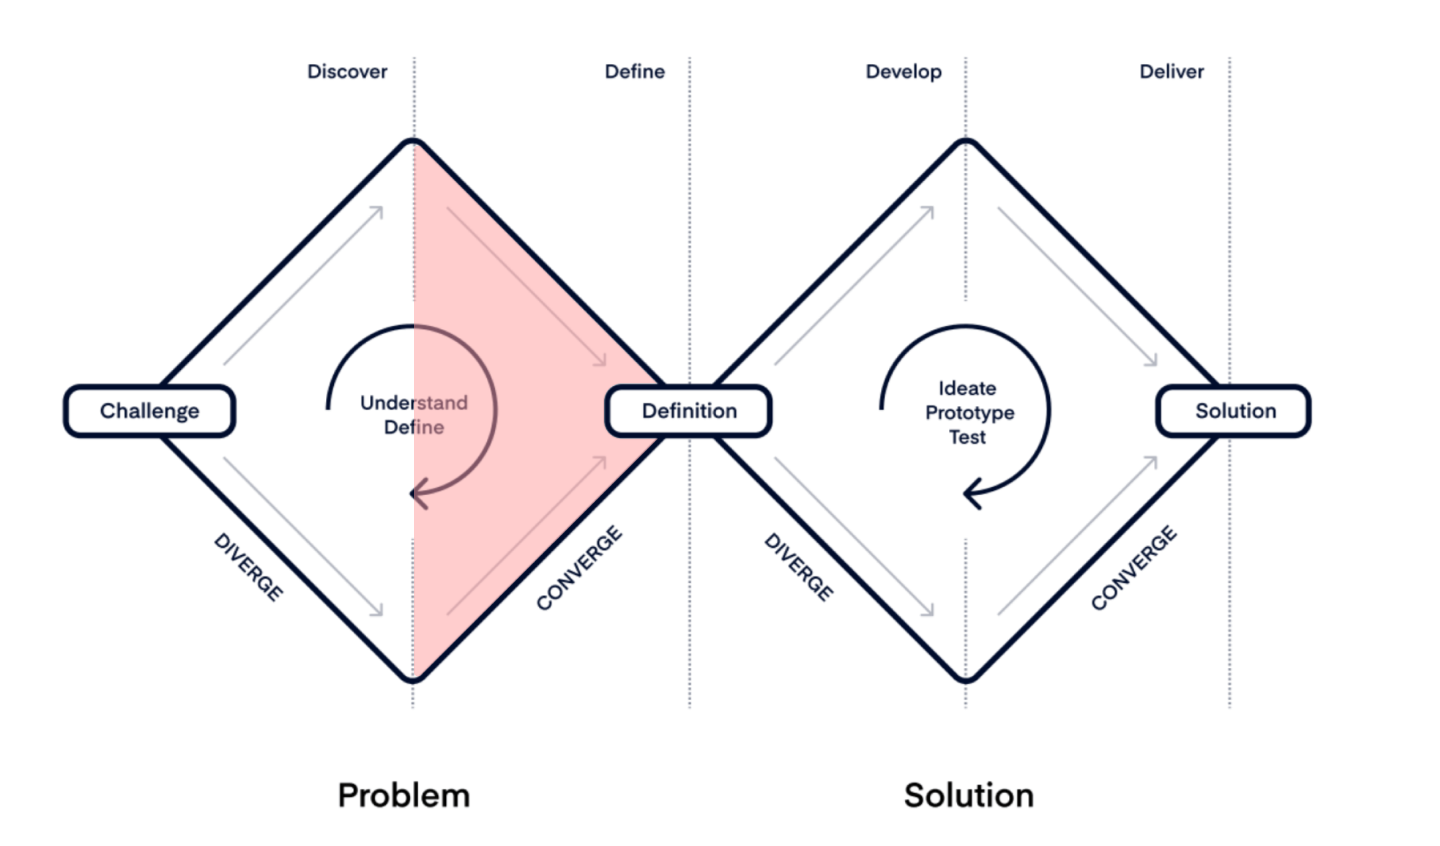 Discover
Define
Develop
Deliver
Challenge
Understand
Define
Definition
Ideate
Prototype
Test
Solution
DIVERGE
CONVERGE
DIVERGE
CONVERGE
Problem
Solution